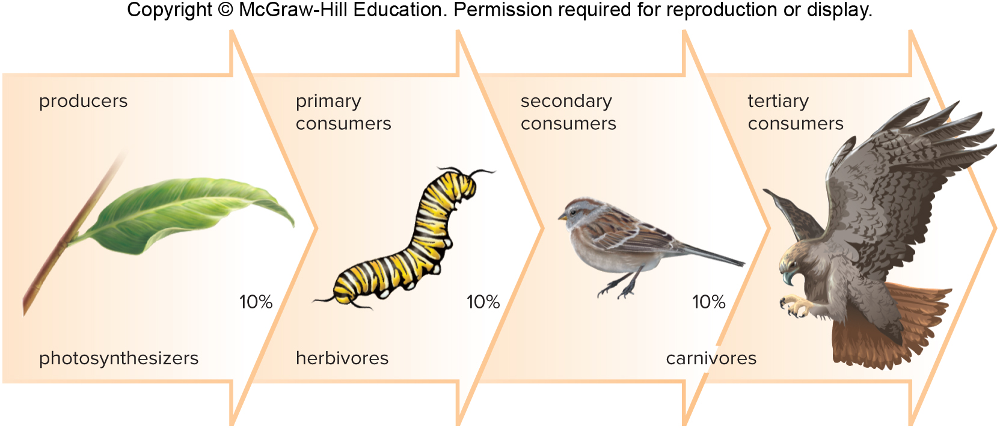 Copyright © McGraw-Hill Education. Permission required for reproduction or display.
producers
primary
consumers
secondary
consumers
tertiary
consumers
10%
10%
10%
photosynthesizers
herbivores
carnivores